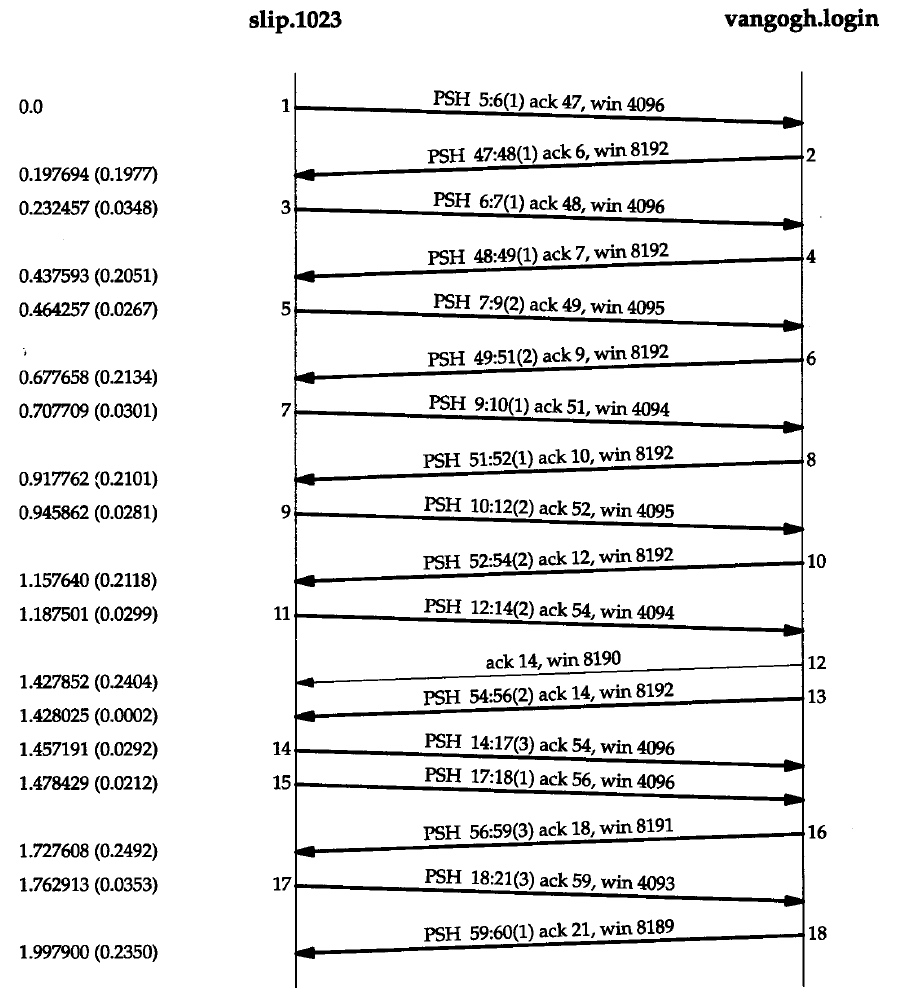 slip.1023 vangogh.login
0.0 1 PSH 5:6(1) ack 47, win 4096
PSH 47:48(1) ack 6, win 8192 2
0.197694 (0.1977)
0.232457 (0.0348) 3 PSH 6:7(1) ack 48, win 4096
PSH 48:49(1) ack 7, win 8192 4
0.437593 (0.2051)
0.464257 (0.0267) 5 PSH 7:9(2) ack 49, win 4095
PSH 49:51(2) ack 9, win 8192 6
0.677658 (0.2134)
0.707709 (0.0301) 7 PSH 9:10(1) ack 51, win 4094
PSH 51:52(1) ack 10, win 8192 8
0.917762 (0.2101)
0.945862 (0.0281) 9 PSH 10:12(2) ack 52, win 4095
PSH 52:54(2) ack 12, win 8192 10
1.157640 (0.2118)
1.187501 (0.0299) 11 PSH 12:14(2) ack 54, win 4094
ack 14, win 8190 12
1.427852 (0.2404)
PSH 54:56(2) ack 14, win 8192 13
1.428025 (0.0002)
1.457191 (0.0292) 14 PSH 14:17(3) ack 54, win 4096
1.478429 (0.0212) 15 PSH 17:18(1) ack 56, win 4096
PSH 56:59(3) ack 18, win 8191 16
1.727608 (0.2492)
1.762913 (0.0353) 17 PSH 18:21(3) ack 59, win 4093
PSH 59:60(1) ack 21, win 8189 18
1.997900 (0.2350)